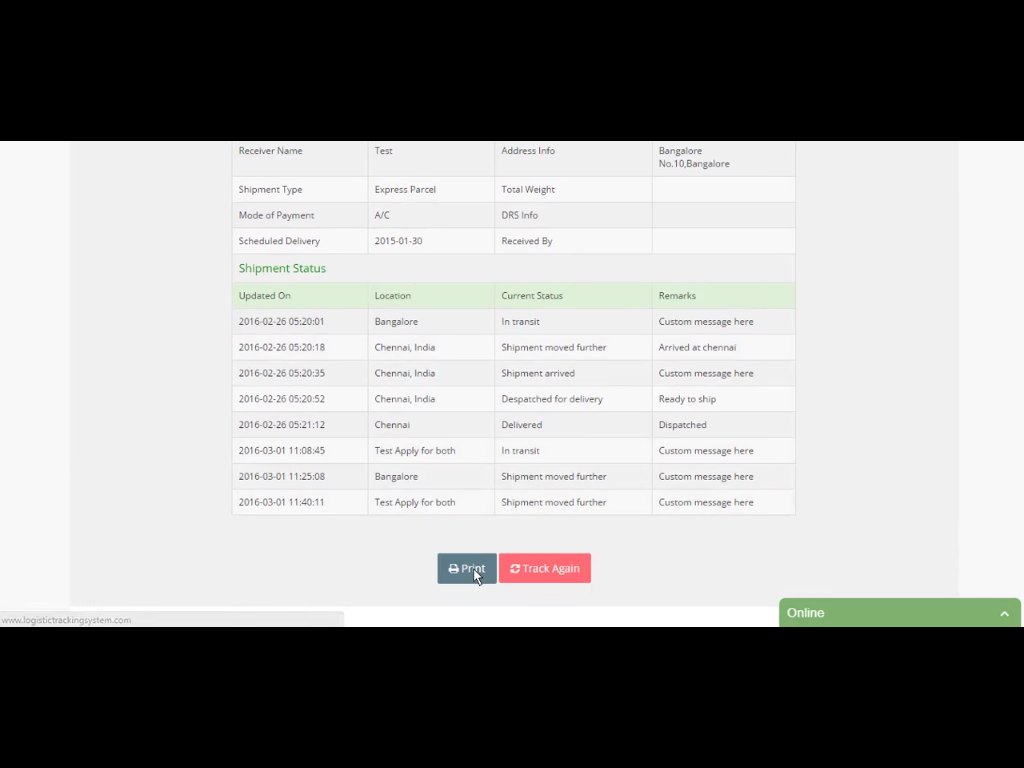 Receiver Name Test Address Info Bangalore
No.10,Bangalore
Shipment Type Express Parcel Total Weight
Mode of Payment A/C DRS Info
Scheduled Delivery 2015-01-30 Received By
Shipment Status
Updated On Location Current Status Remarks
2016-02-26 05:20:01 Bangalore In transit Custom message here
2016-02-26 05:20:18 Chennai, India Shipment moved further Arrived at chennai
2016-02-26 05:20:35 Chennai, India Shipment arrived Custom message here
2016-02-26 05:20:52 Chennai, India Despatched for delivery Ready to ship
2016-02-26 05:21:12 Chennai Delivered Dispatched
2016-03-01 11:08:45 Test Apply for both In transit Custom message here
2016-03-01 11:25:08 Bangalore Shipment moved further Custom message here
2016-03-01 11:40:11 Test Apply for both Shipment moved further Custom message here
Print Track Again
Online
www.logistictrackingsystem.com